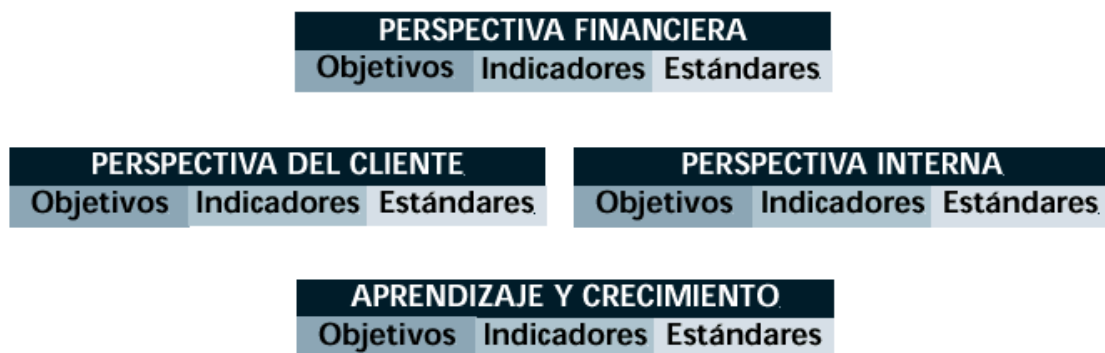 PERSPECTIVA FINANCIERA
Objetivos Indicadores Estándares
PERSPECTIVA DEL CLIENTE
Objetivos Indicadores Estándares
PERSPECTIVA INTERNA
Objetivos Indicadores Estándares
APRENDIZAJE Y CRECIMIENTO
Objetivos Indicadores Estándares